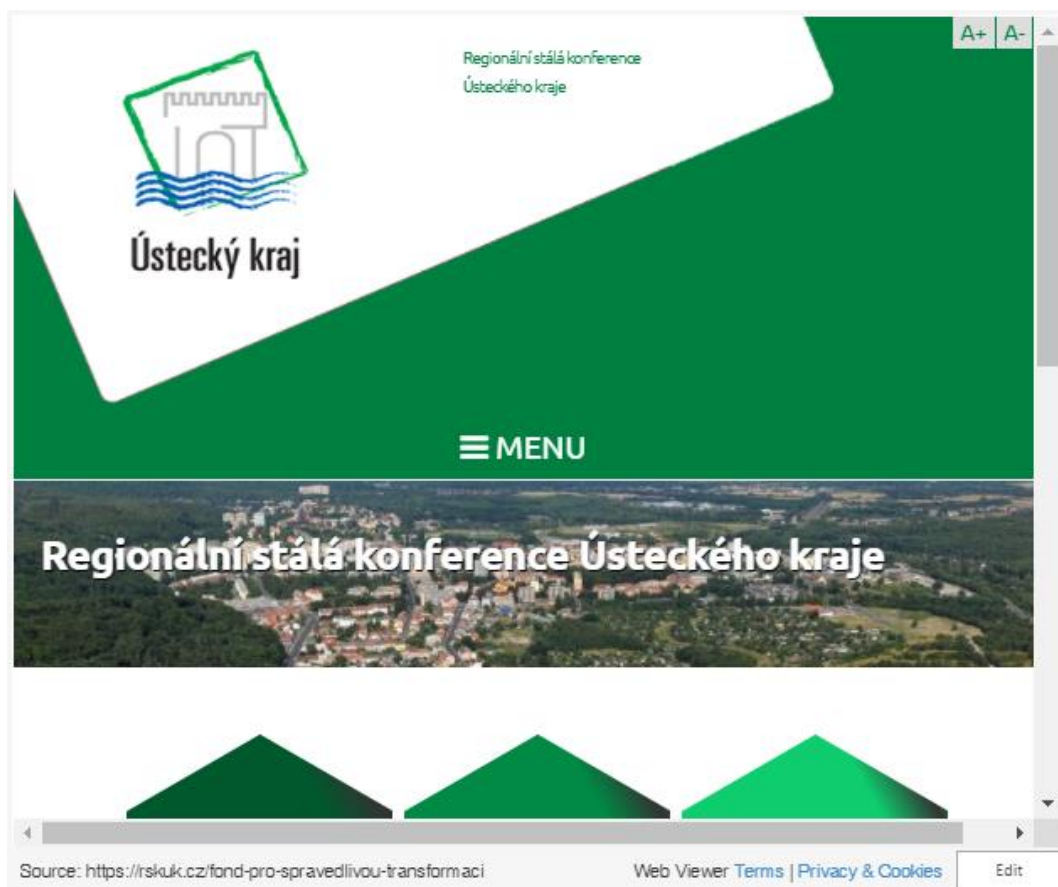 A+ A-
Regionální stálá konference
Ústeckého kraje
Ústecký kraj
MENU
Regionální stálá konference Ústeckého kraje
Source: https://rskuk.cz/fond-pro-spravedlivou-transformaci Web Viewer Terms | Privacy & Cookies Edit